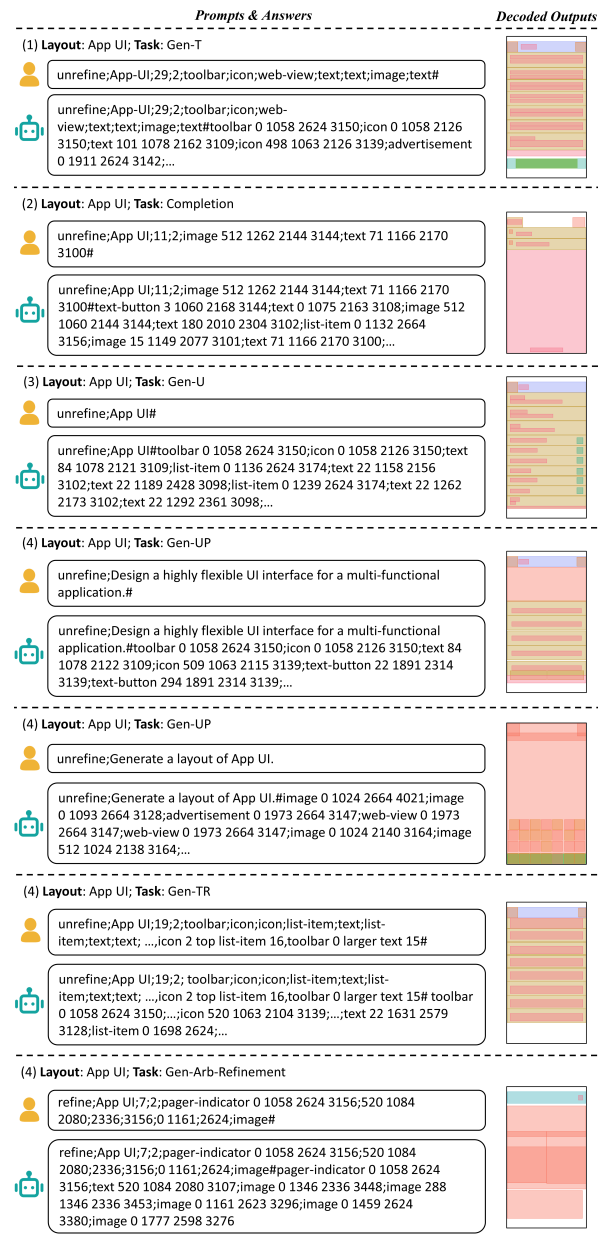 Prompts & Answers
Decoded Outputs
(1) Layout: App UI; Task: Gen-T
unrefine;App-UI;29;2;toolbar;icon;web-view;text;text;image;text#
unrefine;App-UI;29;2;toolbar;icon;web-
view;text;text;image;text#toolbar 0 1058 2624 3150;icon 0 1058 2126
3150;text 101 1078 2162 3109;icon 498 1063 2126 3139;advertisement
0 1911 2624 3142;...
(2) Layout: App UI; Task: Completion
unrefine;App UI;11;2;image 512 1262 2144 3144;text 71 1166 2170
3100#
unrefine;App UI;11;2;image 512 1262 2144 3144;text 71 1166 2170
3100#text-button 3 1060 2168 3144;text 0 1075 2163 3108;image 512
1060 2144 3144;text 180 2010 2304 3102;list-item 0 1132 2664
3156;image 15 1149 2077 3101;text 71 1166 2170 3100;...
(3) Layout: App UI; Task: Gen-U
unrefine;App UI#
unrefine;App UI#toolbar 0 1058 2624 3150;icon 0 1058 2126 3150;text
84 1078 2121 3109;list-item 0 1136 2624 3174;text 22 1158 2156
3102;text 22 1189 2428 3098;list-item 0 1239 2624 3174;text 22 1262
2173 3102;text 22 1292 2361 3098;...
(4) Layout: App UI; Task: Gen-UP
unrefine;Design a highly flexible UI interface for a multi-functional
application.#
unrefine;Design a highly flexible UI interface for a multi-functional
application.#toolbar 0 1058 2624 3150;icon 0 1058 2126 3150;text 84
1078 2122 3109;icon 509 1063 2115 3139;text-button 22 1891 2314
3139;text-button 294 1891 2314 3139;...
(4) Layout: App UI; Task: Gen-UP
unrefine;Generate a layout of App UI.
unrefine;Generate a layout of App UI.#image 0 1024 2664 4021;image
0 1093 2664 3128;advertisement 0 1973 2664 3147;web-view 0 1973
2664 3147;web-view 0 1973 2664 3147;image 0 1024 2140 3164;image
512 1024 2138 3164;...
(4) Layout: App UI; Task: Gen-TR
unrefine;App UI;19;2;toolbar;icon;icon;list-item;text;list-
item;text;text; ...,icon 2 top list-item 16,toolbar 0 larger text 15#
unrefine;App UI;19;2; toolbar;icon;icon;list-item;text;list-
item;text;text; ...,icon 2 top list-item 16,toolbar 0 larger text 15# toolbar
0 1058 2624 3150;...;icon 520 1063 2104 3139;...;text 22 1631 2579
3128;list-item 0 1698 2624;...
(4) Layout: App UI; Task: Gen-Arb-Refinement
refine;App UI;7;2;pager-indicator 0 1058 2624 3156;520 1084
2080;2336;3156;0 1161;2624;image#
refine;App UI;7;2;pager-indicator 0 1058 2624 3156;520 1084
2080;2336;3156;0 1161;2624;image#pager-indicator 0 1058 2624
3156;text 520 1084 2080 3107;image 0 1346 2336 3448;image 288
1346 2336 3453;image 0 1161 2623 3296;image 0 1459 2624
3380;image 0 1777 2598 3276